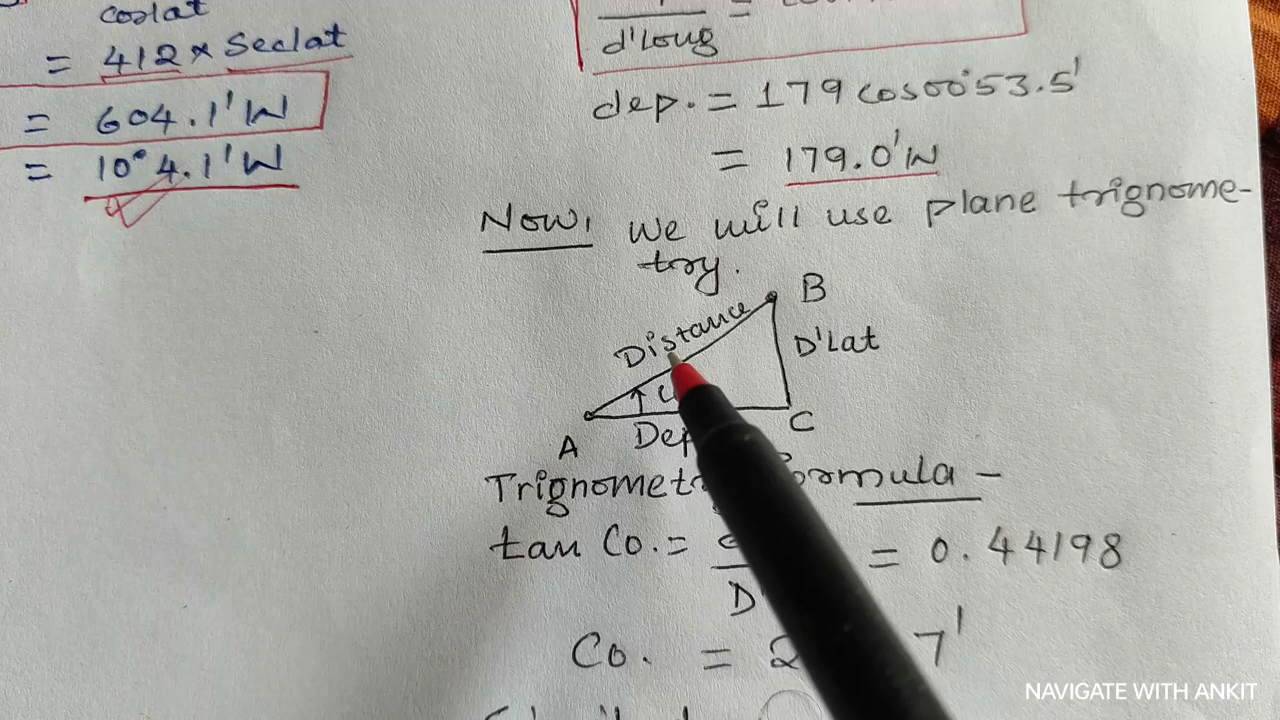 coslat
= 412 × Seclat
= 604.1' W
= 10° 4.1' W
d'long
dep. = 179 cos00°53.5'
= 179.0' W
Now, We will use plane trignome-
try.
B
Distance
D'Lat
A
C
Trignomet
formula -
tan Co. =
= 0.44198
D
Co. =
7'
NAVIGATE WITH ANKIT